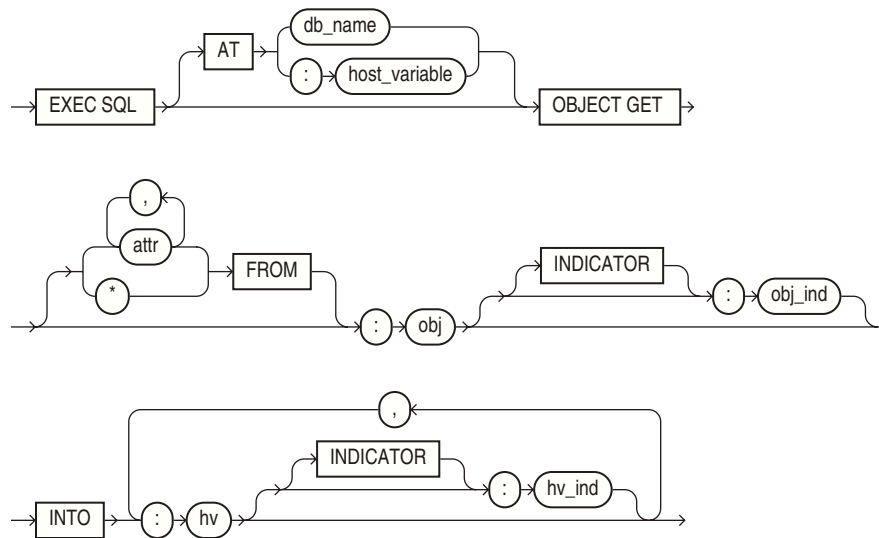 db_name
AT
: host_variable
EXEC SQL OBJECT GET
,
attr
* FROM INDICATOR
: obj : obj_ind
,
INDICATOR
INTO : hv : hv_ind